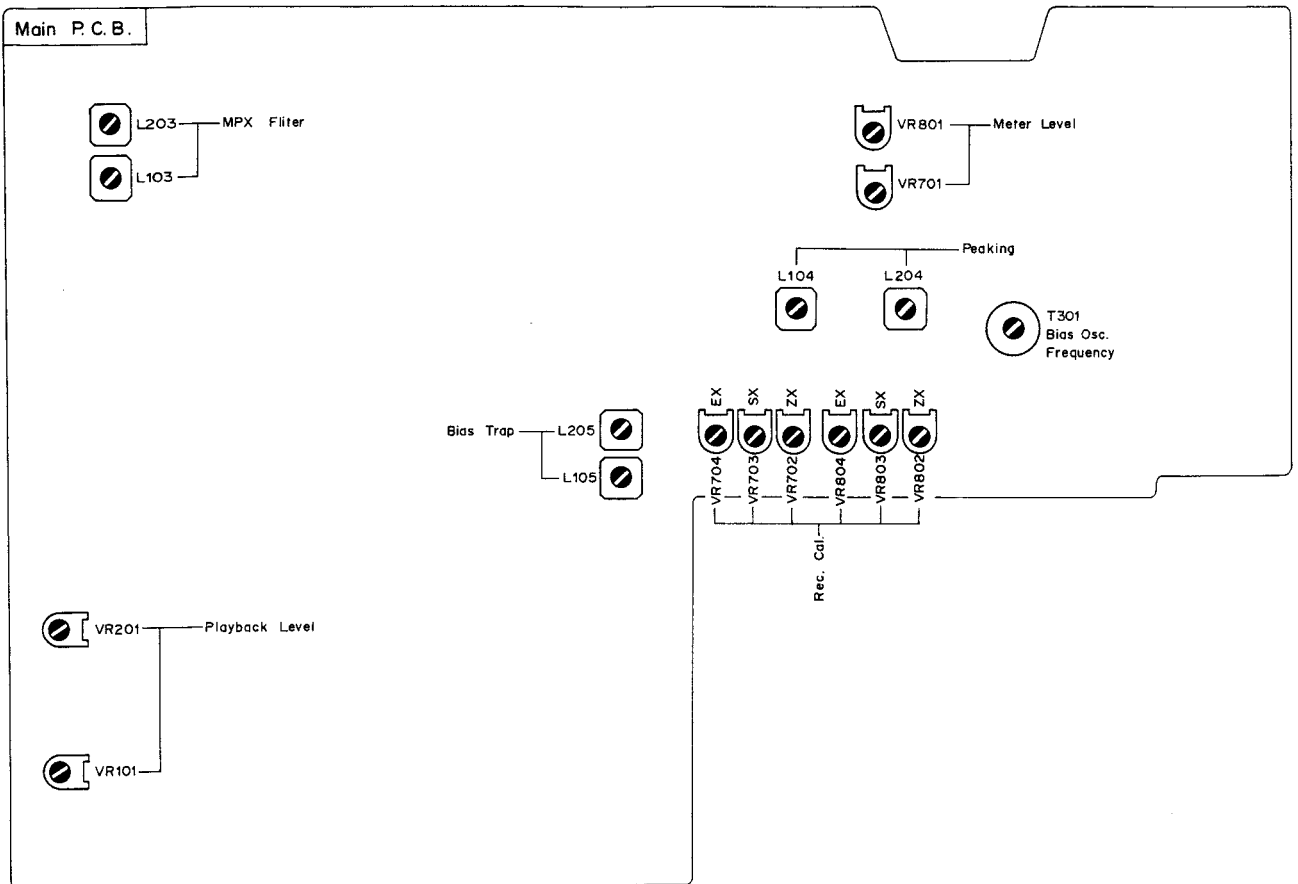 Main P.C.B.
L203
MPX Fliter
L103
VR801
Meter Level
VR701
Peaking
L104
L204
T301
Bias Osc.
Frequency
EX
SX
ZX
EX
SX
ZX
Bias Trap
L205
L105
VR704
VR703
VR702
VR804
VR803
VR802
Rec. Cal.
VR201
Playback Level
VR101